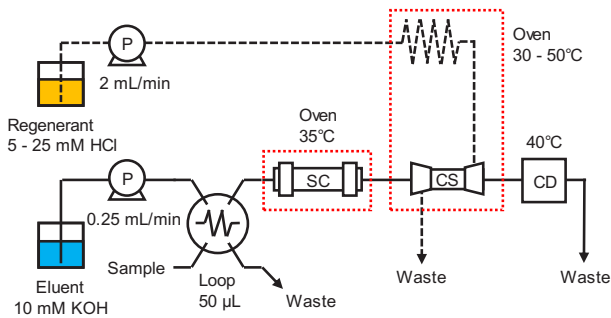 P
2 mL/min
Oven
30 - 50℃
Regenerant
5 - 25 mM HCl
Oven
35℃
40℃
P
0.25 mL/min
SC
CS
CD
Sample
Loop
50 μL
Waste
Waste
Waste
Eluent
10 mM KOH